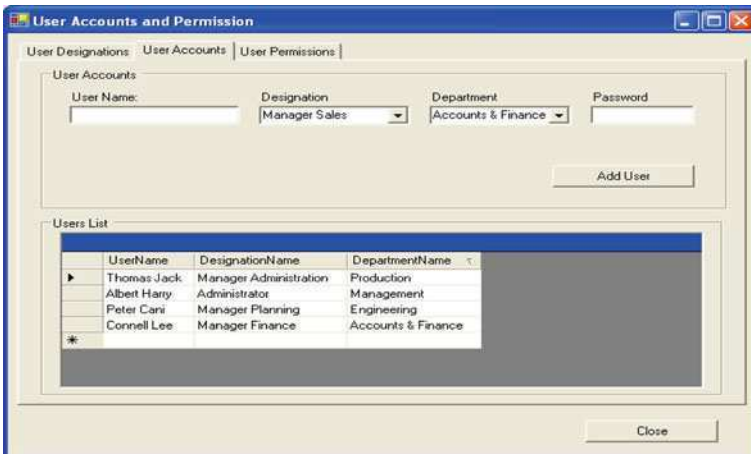 User Accounts and Permission
User Designations User Accounts User Permissions
User Accounts
User Name: Designation Department Password
Manager Sales Accounts & Finance
Add User
Users List
UserName DesignationName DepartmentName
Thomas Jack Manager Administration Production
Albert Harry Administrator Management
Peter Cani Manager Planning Engineering
Connell Lee Manager Finance Accounts & Finance
Close